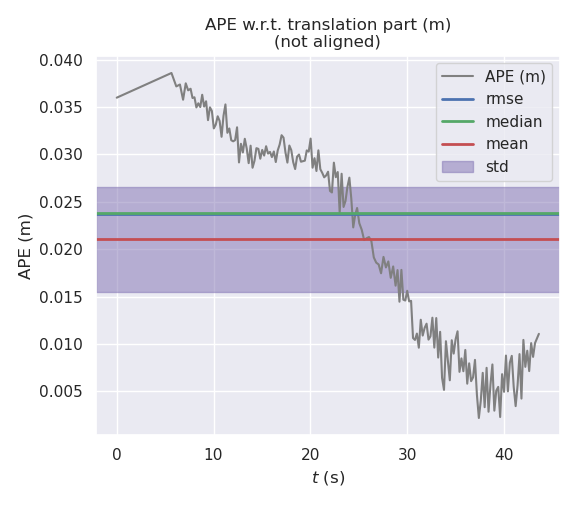 APE w.r.t. translation part (m)
(not aligned)
0.040
0.035
0.030
0.025
0.020
0.015
0.010
0.005
APE (m)
APE (m)
rmse
median
mean
std
0
10
20
30
40
t (s)